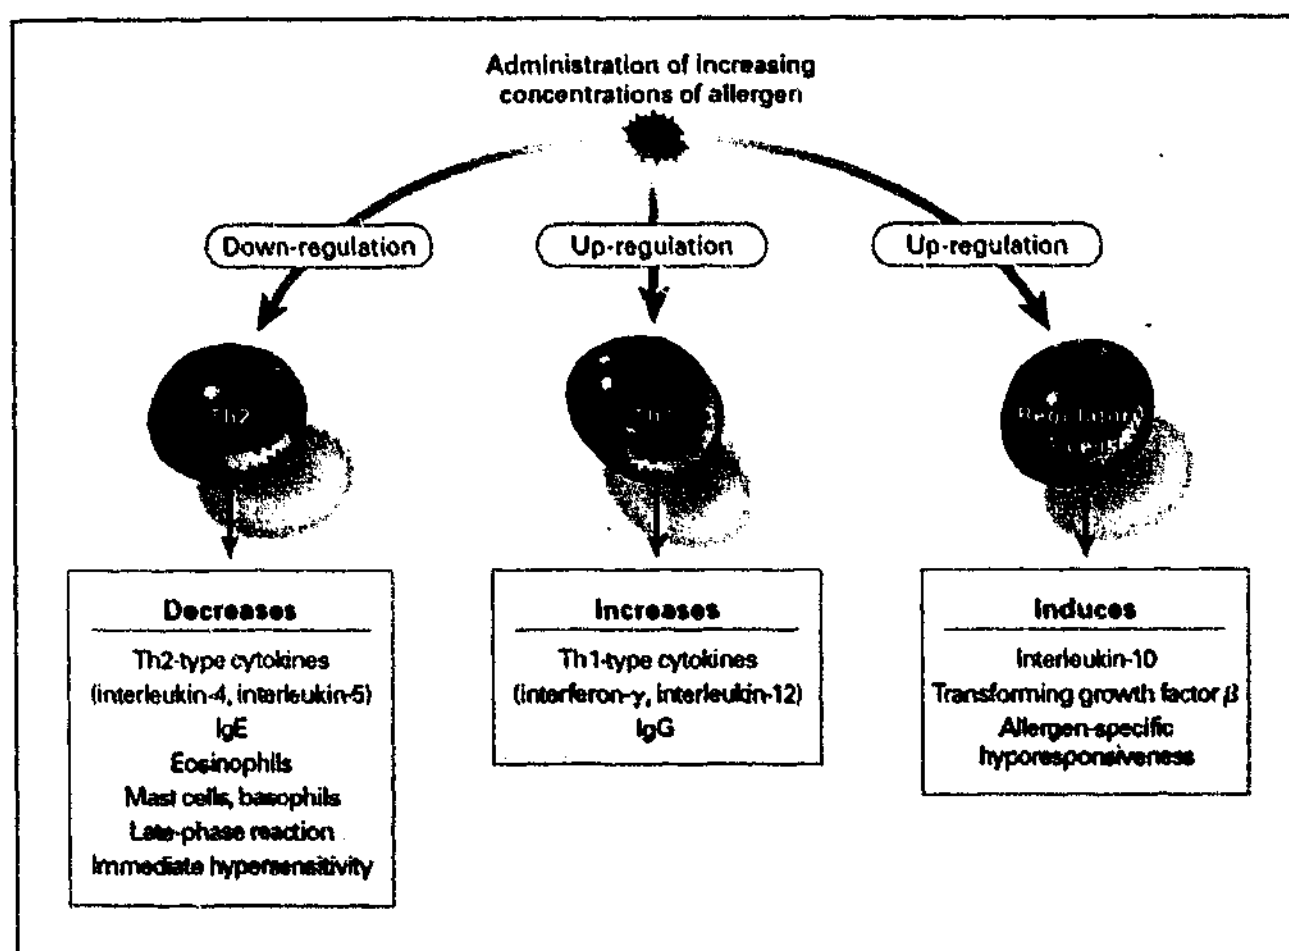 Administration of increasing
concentrations of allergen
Down-regulation
Up-regulation
Up-regulation
Th2
Regulatory
Decreases
Th2-type cytokines
(interleukin-4, interleukin-5)
IgE
Eosinophils
Mast cells, basophils
Late-phase reaction
Immediate hypersensitivity
Increases
Th1-type cytokines
(interferon-γ, interleukin-12)
IgG
Induces
Interleukin-10
Transforming growth factor β
Allergen-specific
hyporesponsiveness